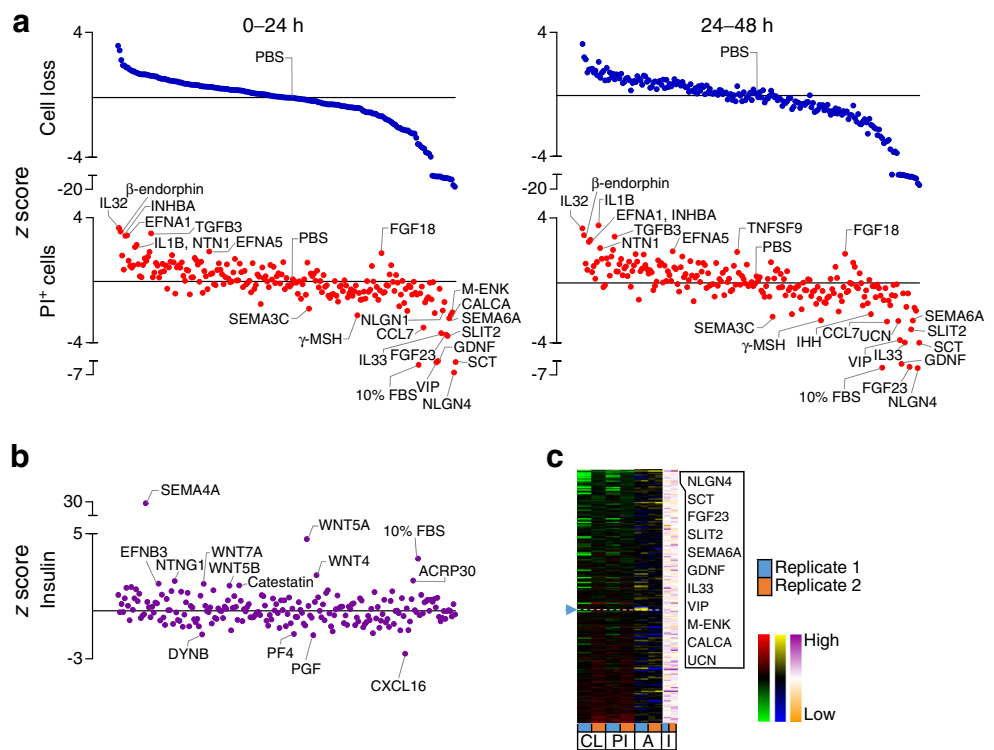 a
0–24 h
24–48 h
4
PBS
Cell loss
-4
-20
z score
4
PI+ cells
-4
-7
IL32
β-endorphin
INHBA
EFNA1
TGFB3
IL1B, NTN1
EFNA5
PBS
FGF18
SEMA3C
γ-MSH
NLGN1
CCL7
IL33
FGF23
10% FBS
VIP
M-ENK
CALCA
SEMA6A
SLIT2
GDNF
SCT
NLGN4
4
PBS
-4
-20
4
-4
-7
IL32
β-endorphin
IL1B
EFNA1, INHBA
TGFB3
NTN1
EFNA5
TNFSF9
PBS
FGF18
SEMA3C
γ-MSH
IHH
CCL7
UCN
VIP
IL33
10% FBS
FGF23
SEMA6A
SLIT2
SCT
GDNF
NLGN4
b
30
5
-3
z score
Insulin
SEMA4A
EFNB3
NTNG1
WNT7A
WNT5B
Catestatin
WNT5A
WNT4
10% FBS
ACRP30
DYNB
PF4
PGF
CXCL16
c
NLGN4
SCT
FGF23
SLIT2
SEMA6A
GDNF
IL33
VIP
M-ENK
CALCA
UCN
Replicate 1
Replicate 2
High
Low
CL PI A I